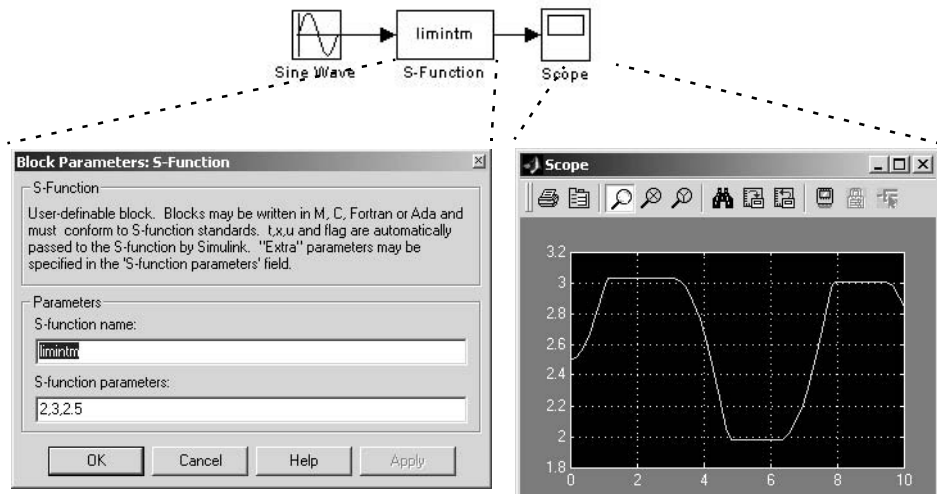 limintm
Sine Wave
S-Function
Scope
Block Parameters: S-Function
S-Function
User-definable block. Blocks may be written in M, C, Fortran or Ada and
must conform to S-function standards. t,x,u and flag are automatically
passed to the S-function by Simulink. "Extra" parameters may be
specified in the 'S-function parameters' field.
Parameters
S-function name:
limintm
S-function parameters:
2,3,2.5
OK
Cancel
Help
Apply
Scope
3.2
3
2.8
2.6
2.4
2.2
2
1.8
0
2
4
6
8
10